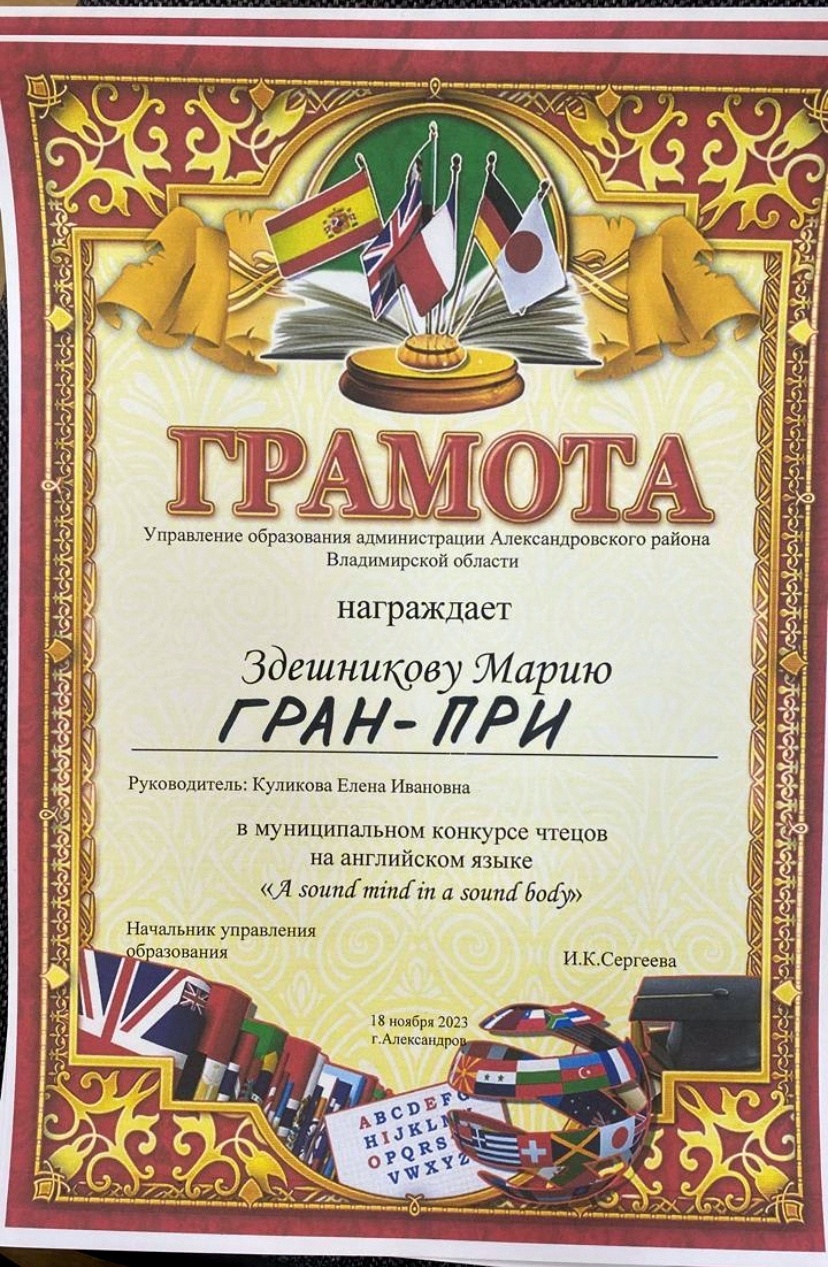 ГРАМОТА
Управление образования администрации Александровского района
Владимирской области
награждает
Здешникову Марию
ГРАН-ПРИ
Руководитель: Куликова Елена Ивановна
в муниципальном конкурсе чтецов
на английском языке
«A sound mind in a sound body»
Начальник управления
образования
И.К.Сергеева
18 ноября 2023
г.Александров
ABCDEFG
HIJKLM
OPQRS
VWXYZ